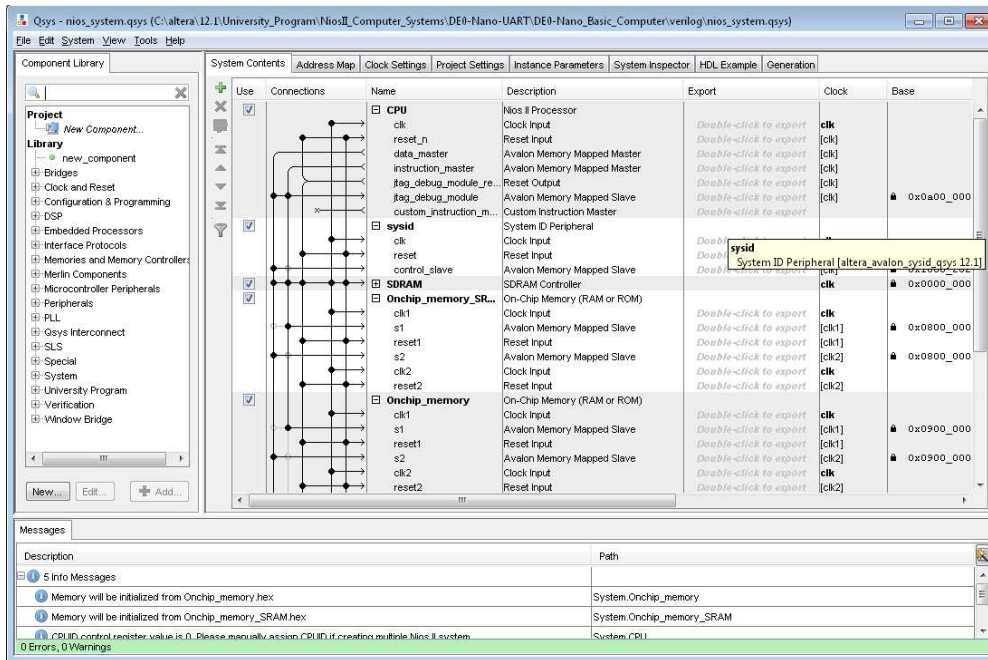 Qsys - nios_system.qsys (C:\altera\12.1\University_Program\NiosII_Computer_Systems\DE0-Nano-UART\DE0-Nano_Basic_Computer\verilog\nios_system.qsys)
File Edit System View Tools Help
Component Library
Project
New Component...
Library
new_component
Bridges
Clock and Reset
Configuration & Programming
DSP
Embedded Processors
Interface Protocols
Memories and Memory Controllers
Merlin Components
Microcontroller Peripherals
Peripherals
PLL
Qsys Interconnect
SLS
Special
System
University Program
Verification
Window Bridge
New... Edit... Add...
System Contents Address Map Clock Settings Project Settings Instance Parameters System Inspector HDL Example Generation
Use Connections Name Description Export Clock Base
CPU Nios II Processor
clk Clock Input Double-click to export clk
reset_n Reset Input Double-click to export [clk]
data_master Avalon Memory Mapped Master Double-click to export [clk]
instruction_master Avalon Memory Mapped Master Double-click to export [clk]
jtag_debug_module_re... Reset Output Double-click to export [clk]
jtag_debug_module Avalon Memory Mapped Slave Double-click to export [clk] 0x0a00_000
custom_instruction_m... Custom Instruction Master Double-click to export
sysid System ID Peripheral
clk Clock Input
reset Reset Input
control_slave Avalon Memory Mapped Slave
sysid
System ID Peripheral [altera_avalon_sysid_qsys 12.1]
SDRAM SDRAM Controller clk 0x0000_000
Onchip_memory_SR... On-Chip Memory (RAM or ROM)
clk1 Clock Input Double-click to export clk
s1 Avalon Memory Mapped Slave Double-click to export [clk1] 0x0800_000
reset1 Reset Input Double-click to export [clk1]
s2 Avalon Memory Mapped Slave Double-click to export [clk2] 0x0800_000
clk2 Clock Input Double-click to export clk
reset2 Reset Input Double-click to export [clk2]
Onchip_memory On-Chip Memory (RAM or ROM)
clk1 Clock Input Double-click to export clk
s1 Avalon Memory Mapped Slave Double-click to export [clk1] 0x0900_000
reset1 Reset Input Double-click to export [clk1]
s2 Avalon Memory Mapped Slave Double-click to export [clk2] 0x0900_000
clk2 Clock Input Double-click to export clk
reset2 Reset Input Double-click to export [clk2]
Messages
Description Path
5 Info Messages
Memory will be initialized from Onchip_memory.hex System.Onchip_memory
Memory will be initialized from Onchip_memory_SRAM.hex System.Onchip_memory_SRAM
CPUID control register value is 0. Please manually assign CPUID if creating multiple Nios II system System.CPU
0 Errors, 0 Warnings